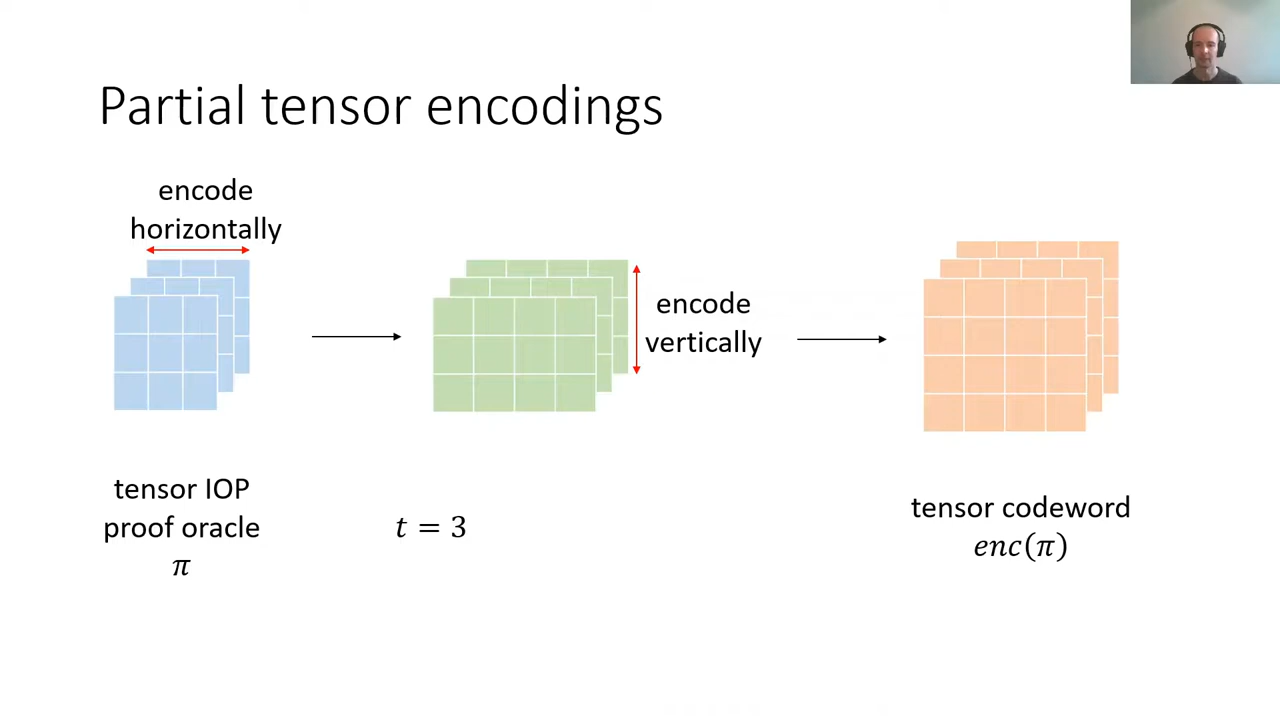 Partial tensor encodings
encode
horizontally
encode
vertically
tensor IOP
proof oracle
π
t = 3
tensor codeword
enc(π)